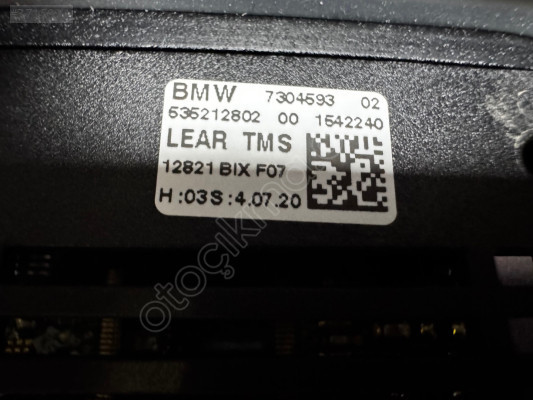 BMW 7304593 02
535212802 00 1542240
LEAR TMS
12821 BIX F07
H:03S:4.07.20
otoçıkma